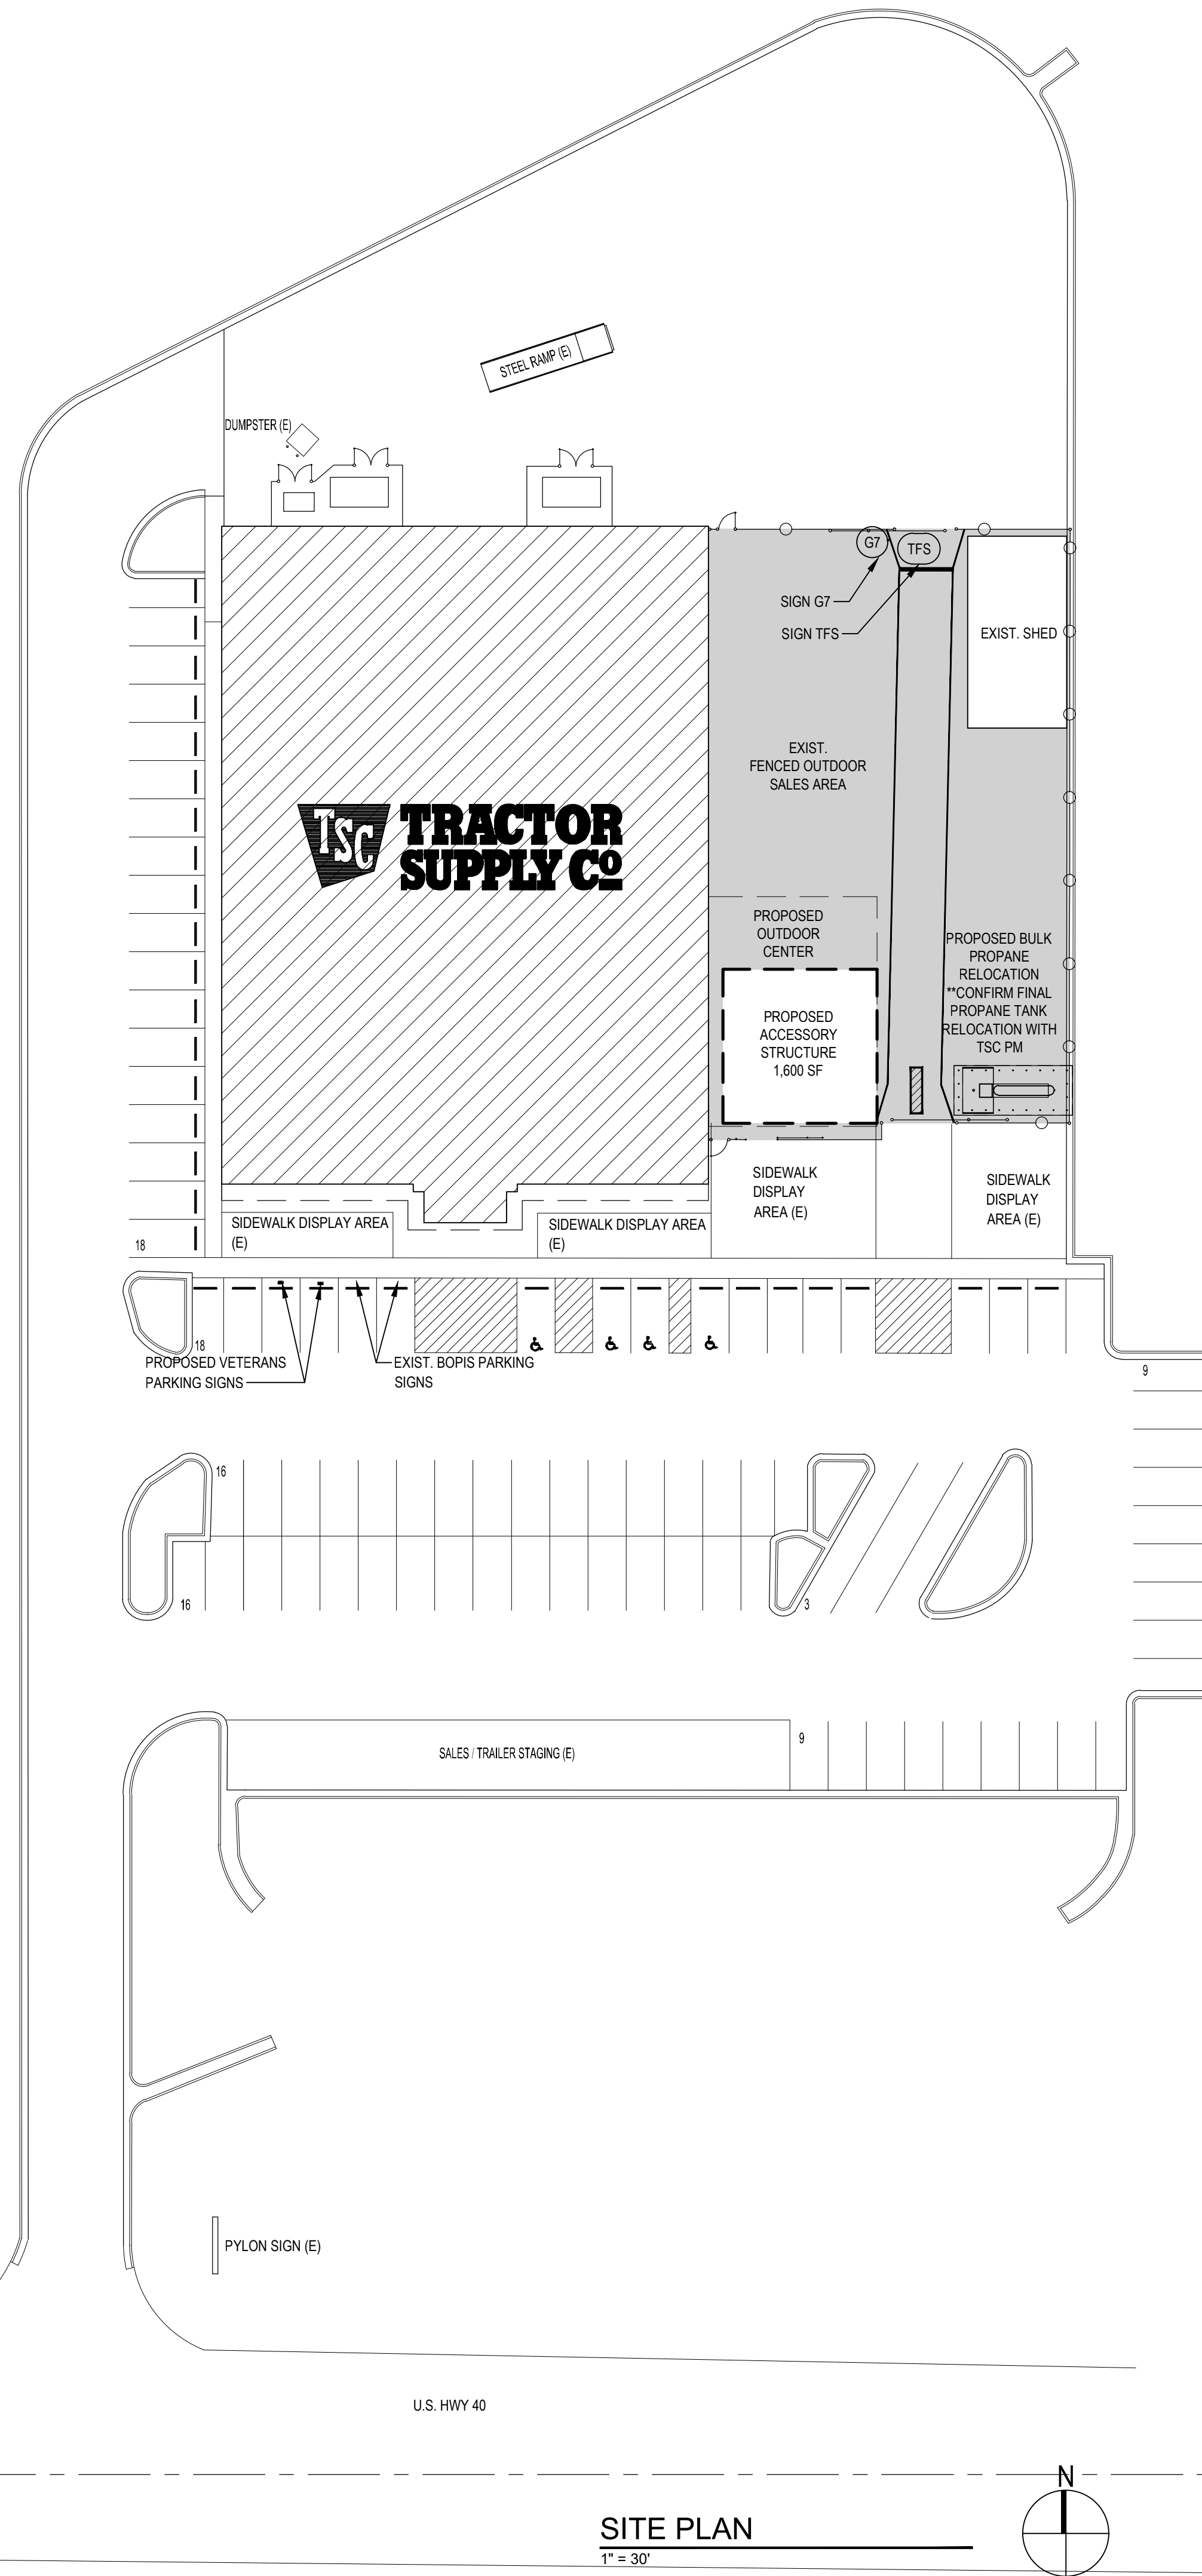 STEEL RAMP (E)
DUMPSTER (E)
G7
TFS
SIGN G7
SIGN TFS
EXIST. SHED
EXIST.
FENCED OUTDOOR
SALES AREA
TSC TRACTOR
SUPPLY CO
PROPOSED
OUTDOOR
CENTER
PROPOSED BULK
PROPANE
RELOCATION
**CONFIRM FINAL
PROPANE TANK
RELOCATION WITH
TSC PM
PROPOSED
ACCESSORY
STRUCTURE
1,600 SF
SIDEWALK
DISPLAY
AREA (E)
SIDEWALK
DISPLAY
AREA (E)
SIDEWALK DISPLAY AREA
(E)
SIDEWALK DISPLAY AREA
(E)
18
18
PROPOSED VETERANS
PARKING SIGNS
EXIST. BOPIS PARKING
SIGNS
9
16
16
3
SALES / TRAILER STAGING (E)
9
PYLON SIGN (E)
U.S. HWY 40
N
SITE PLAN
1" = 30'